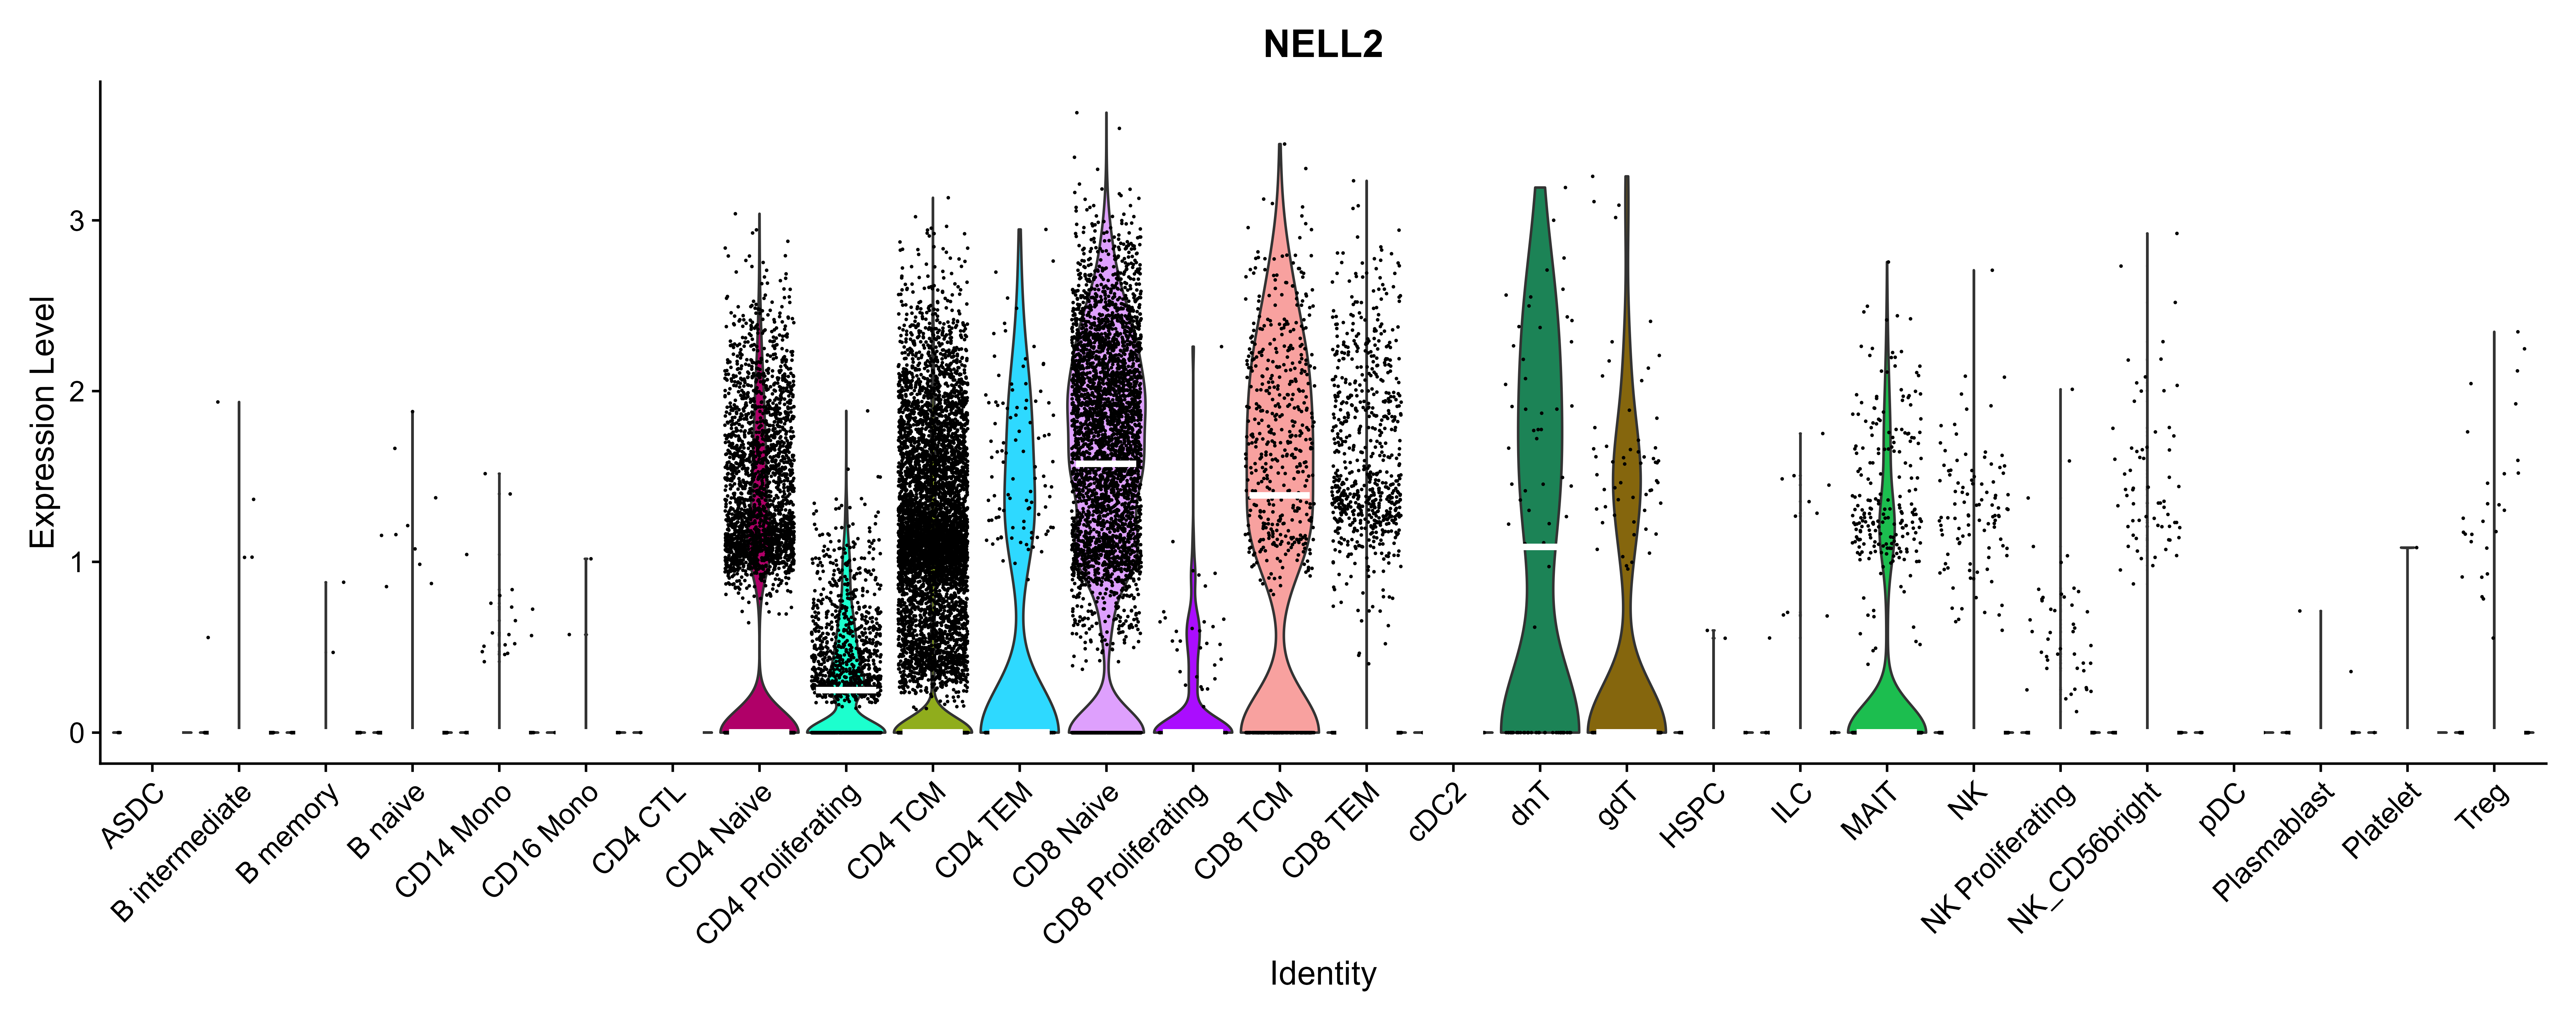 NELL2
Expression Level
3
2
1
0
ASDC
B intermediate
B memory
B naive
CD14 Mono
CD16 Mono
CD4 CTL
CD4 Naive
CD4 Proliferating
CD4 TCM
CD4 TEM
CD8 Naive
CD8 Proliferating
CD8 TCM
CD8 TEM
cDC2
dnT
gdT
HSPC
ILC
MAIT
NK
NK Proliferating
NK_CD56bright
pDC
Plasmablast
Platelet
Treg
Identity